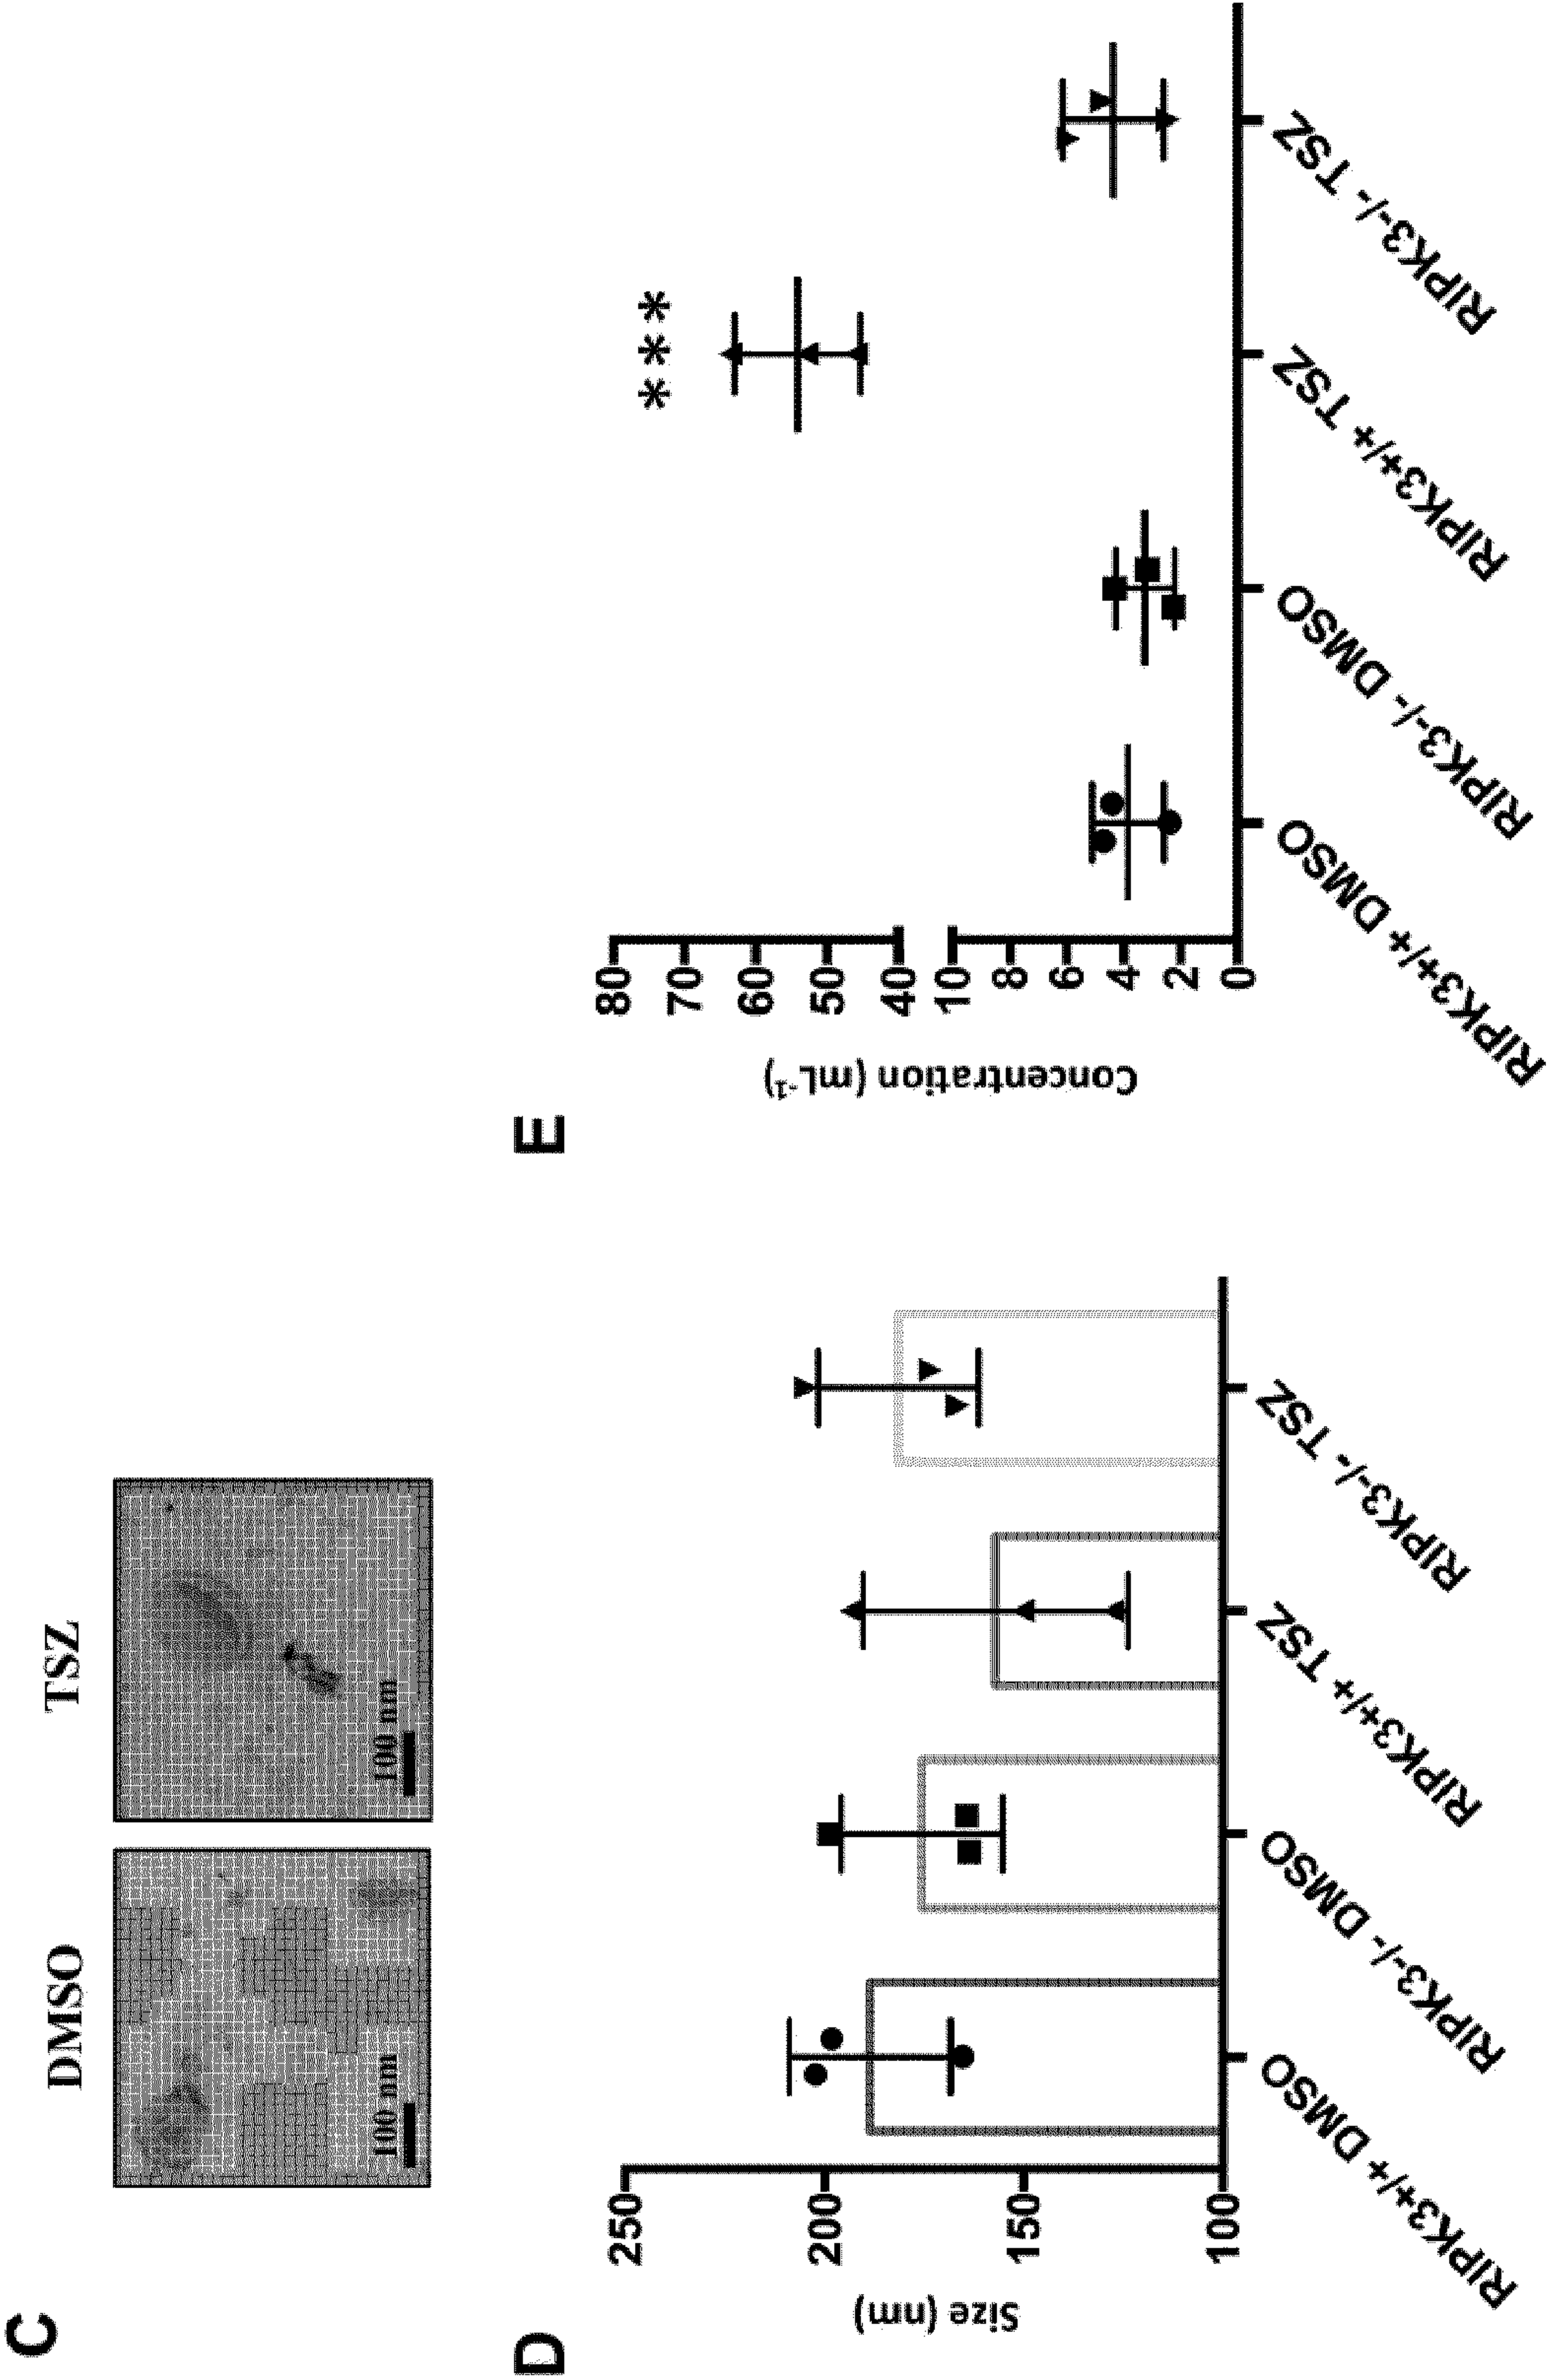 C
DMSO
TSZ
100 nm
100 nm
D
Size (nm)
250
200
150
100
RIPK3+/+ DMSO
RIPK3-/- DMSO
RIPK3+/+ TSZ
RIPK3-/- TSZ
E
Concentration (mL-1)
80
70
60
50
40
10
8
6
4
2
0
***
RIPK3+/+ DMSO
RIPK3-/- DMSO
RIPK3+/+ TSZ
RIPK3-/- TSZ